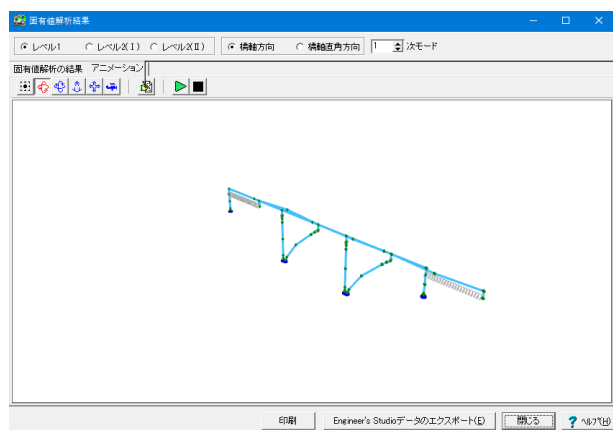 固有値解析結果
レベル1 レベル2(Ⅰ) レベル2(Ⅱ) 橋軸方向 橋軸直角方向 1 次モード
固有値解析の結果 アニメーション
印刷 Engineer's Studioデータのエクスポート(E) 閉じる ? ヘルプ(H)